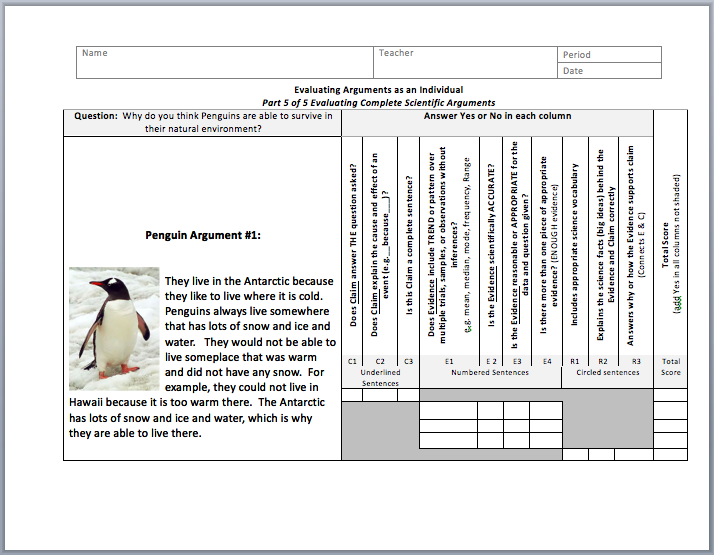 Name
Teacher
Period
Date
Evaluating Arguments as an Individual
Part 5 of 5 Evaluating Complete Scientific Arguments
Question: Why do you think Penguins are able to survive in
their natural environment?
Answer Yes or No in each column
Penguin Argument #1:
They live in the Antarctic because
they like to live where it is cold.
Penguins always live somewhere
that has lots of snow and ice and
water. They would not be able to
live someplace that was warm
and did not have any snow. For
example, they could not live in
Hawaii because it is too warm there. The Antarctic
has lots of snow and ice and water, which is why
they are able to live there.
Does Claim answer THE question asked?
Does Claim explain the cause and effect of an
event (e.g.__because___)?
Is this Claim a complete sentence?
Does Evidence include TREND or pattern over
multiple trials, samples, or observations without
inferences?
e.g. mean, median, mode, frequency, Range
Is the Evidence scientifically ACCURATE?
Is the Evidence reasonable or APPROPRIATE for the
data and question given?
Is there more than one piece of appropriate
evidence? (ENOUGH evidence)
Includes appropriate science vocabulary
Explains the science facts (big ideas) behind the
Evidence and Claim correctly
Answers why or how the Evidence supports claim
(Connects E & C)
Total Score
(add Yes in all columns not shaded)
C1 C2 C3 E1 E 2 E3 E4 R1 R2 R3 Total
Score
Underlined
Sentences
Numbered Sentences
Circled sentences